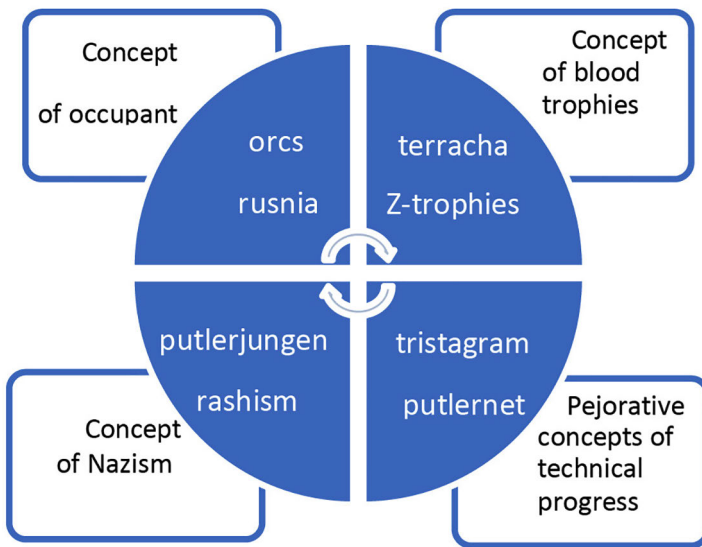 Concept
of occupant
orcs
rusnia
Concept
of blood
trophies
terracha
Z-trophies
putlerjungen
rashism
Concept
of Nazism
tristagram
putlernet
Pejorative
concepts of
technical
progress